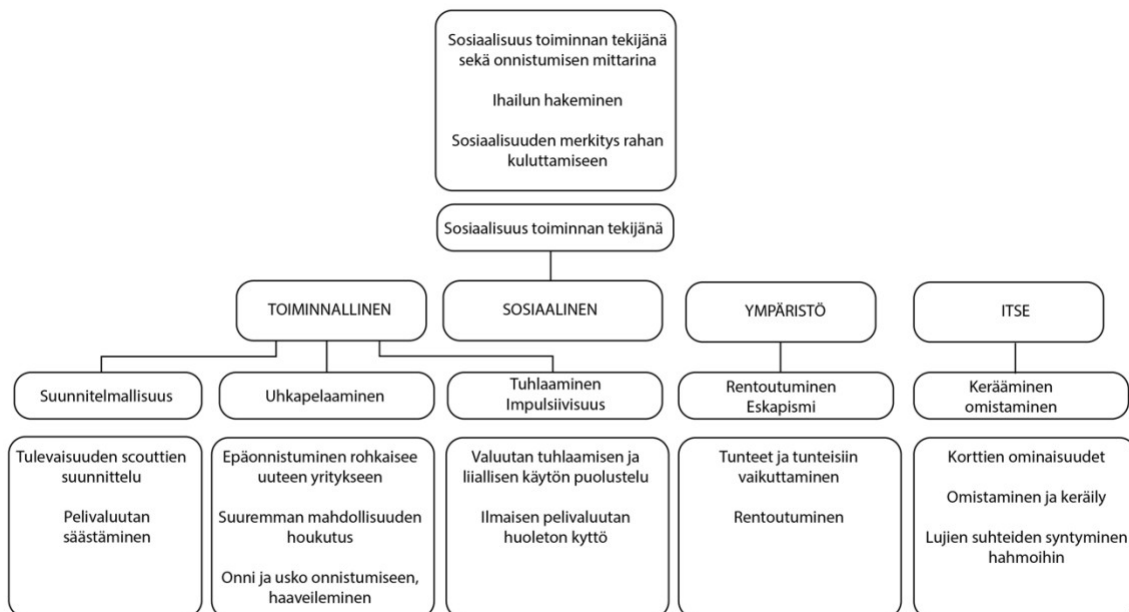 Sosiaalisuus toiminnan tekijänä
sekä onnistumisen mittarina
Ihailun hakeminen
Sosiaalisuuden merkitys rahan
kuluttamiseen
Sosiaalisuus toiminnan tekijänä
TOIMINNALLINEN
SOSIAALINEN
YMPÄRISTÖ
ITSE
Suunnitelmallisuus
Uhkapelaaminen
Tuhlaaminen
Impulsiivisuus
Rentoutuminen
Eskapismi
Kerääminen
omistaminen
Tulevaisuuden scouttien
suunnittelu
Pelivaluutan
säästäminen
Epäonnistuminen rohkaisee
uuteen yritykseen
Suuremman mahdollisuuden
houkutus
Onni ja usko onnistumiseen,
haaveileminen
Valuutan tuhlaamisen ja
liiallisen käytön puolustelu
Ilmaisen pelivaluutan
huoleton kyttö
Tunteet ja tunteisiin
vaikuttaminen
Rentoutuminen
Korttien ominaisuudet
Omistaminen ja keräily
Lujien suhteiden syntyminen
hahmoihin